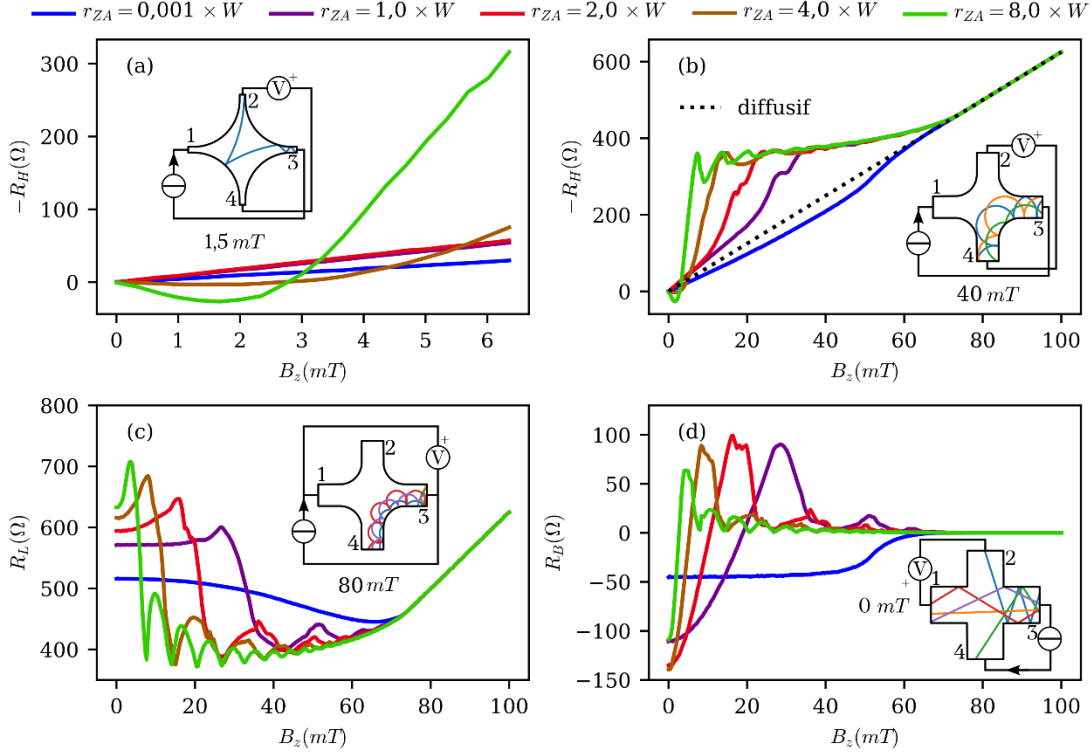 r_ZA = 0,001 × W r_ZA = 1,0 × W r_ZA = 2,0 × W r_ZA = 4,0 × W r_ZA = 8,0 × W
(a)
−R_H(Ω)
300
200
100
0
0 1 2 3 4 5 6
B_z(mT)
1 2 3 4
V +
1,5 mT
(b)
diffusif
−R_H(Ω)
600
400
200
0
0 20 40 60 80 100
B_z(mT)
1 2 3 4
V +
40 mT
(c)
R_L(Ω)
800
700
600
500
400
0 20 40 60 80 100
B_z(mT)
1 2 3 4
V +
80 mT
(d)
R_B(Ω)
100
50
0
−50
−100
−150
0 20 40 60 80 100
B_z(mT)
1 2 3 4
V +
0 mT